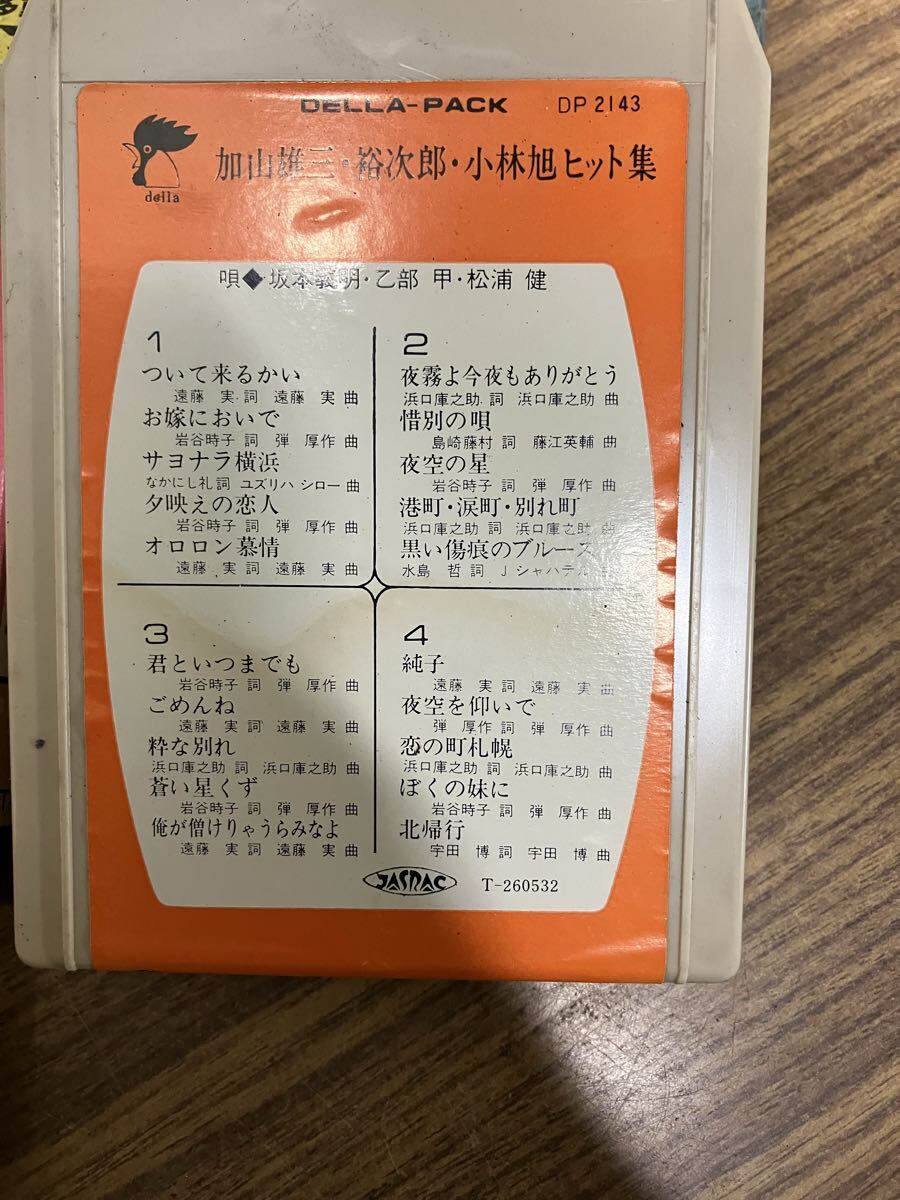 DELLA-PACK DP 2143
della
加山雄三・裕次郎・小林旭ヒット集
唄◆坂本教明・乙部 甲・松浦 健
1
ついて来るかい
遠藤 実 詞 遠藤 実 曲
お嫁においで
岩谷時子 詞 弾 厚作 曲
サヨナラ横浜
なかにし礼 詞 ユズリハ シロー 曲
夕映えの恋人
岩谷時子 詞 弾 厚作 曲
オロロン慕情
遠藤 実 詞 遠藤 実 曲
2
夜霧よ今夜もありがとう
浜口庫之助 詞 浜口庫之助 曲
惜別の唄
島崎藤村 詞 藤江英輔 曲
夜空の星
岩谷時子 詞 弾 厚作 曲
港町・涙町・別れ町
浜口庫之助 詞 浜口庫之助 曲
黒い傷痕のブルース
水島 哲 詞 Jシャハテル 曲
3
君といつまでも
岩谷時子 詞 弾 厚作 曲
ごめんね
遠藤 実 詞 遠藤 実 曲
粋な別れ
浜口庫之助 詞 浜口庫之助 曲
蒼い星くず
岩谷時子 詞 弾 厚作 曲
俺が憎けりゃうらみなよ
遠藤 実 詞 遠藤 実 曲
4
純子
遠藤 実 詞 遠藤 実 曲
夜空を仰いで
弾 厚作 詞 弾 厚作 曲
恋の町札幌
浜口庫之助 詞 浜口庫之助 曲
ぼくの妹に
岩谷時子 詞 弾 厚作 曲
北帰行
宇田 博 詞 宇田 博 曲
JASRAC T-260532